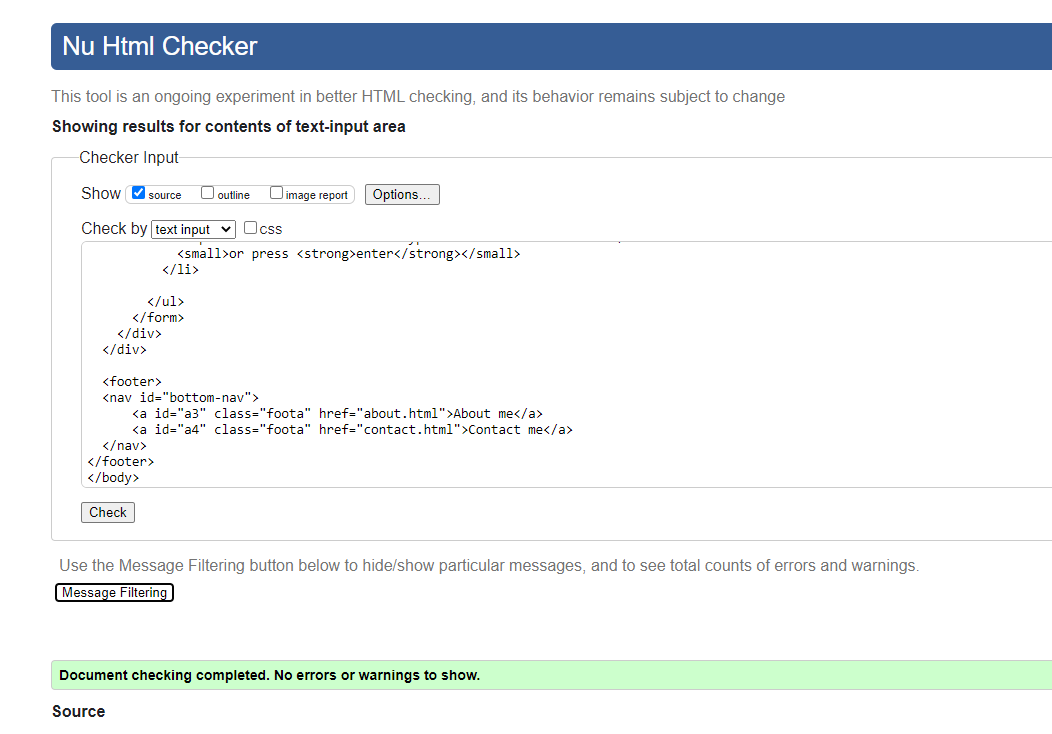 Nu Html Checker
This tool is an ongoing experiment in better HTML checking, and its behavior remains subject to change
Showing results for contents of text-input area
Checker Input
Show source outline image report Options...
Check by text input css
<small>or press <strong>enter</strong></small>
</li>
</ul>
</form>
</div>
</div>
<footer>
<nav id="bottom-nav">
<a id="a3" class="foota" href="about.html">About me</a>
<a id="a4" class="foota" href="contact.html">Contact me</a>
</nav>
</footer>
</body>
Check
Use the Message Filtering button below to hide/show particular messages, and to see total counts of errors and warnings.
Message Filtering
Document checking completed. No errors or warnings to show.
Source